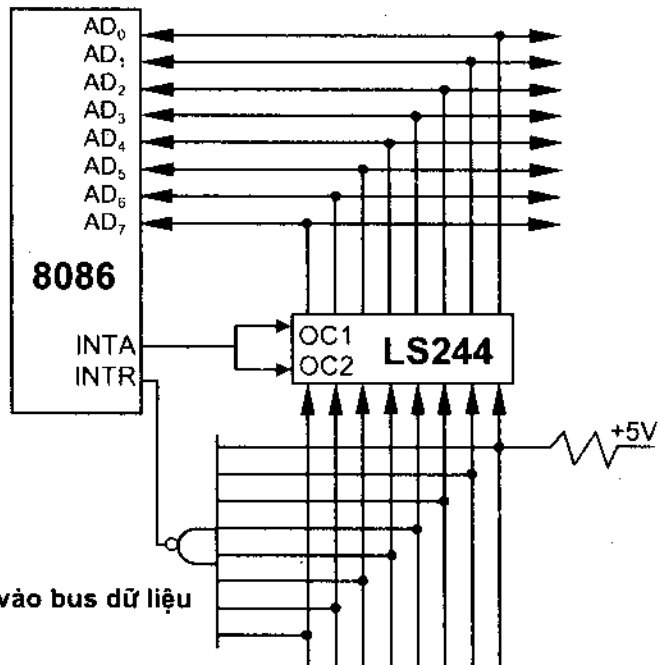 AD₀
AD₁
AD₂
AD₃
AD₄
AD₅
AD₆
AD₇
8086
INTA
INTR
OC1
OC2
LS244
+5V
vào bus dữ liệu